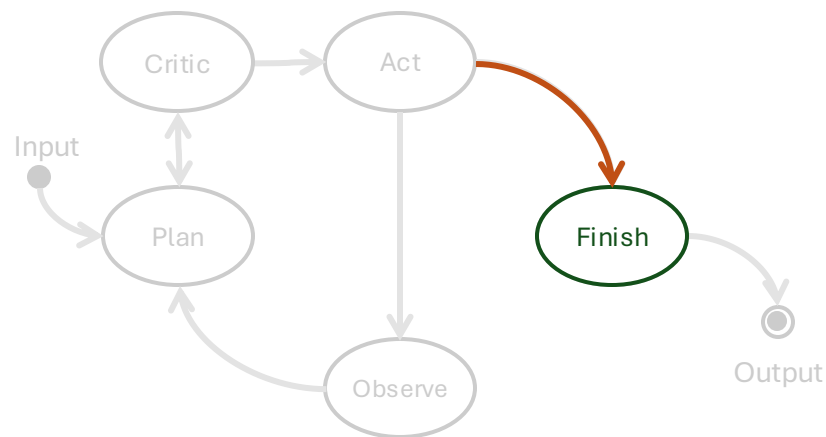 Critic
Act
Input
Plan
Finish
Observe
Output